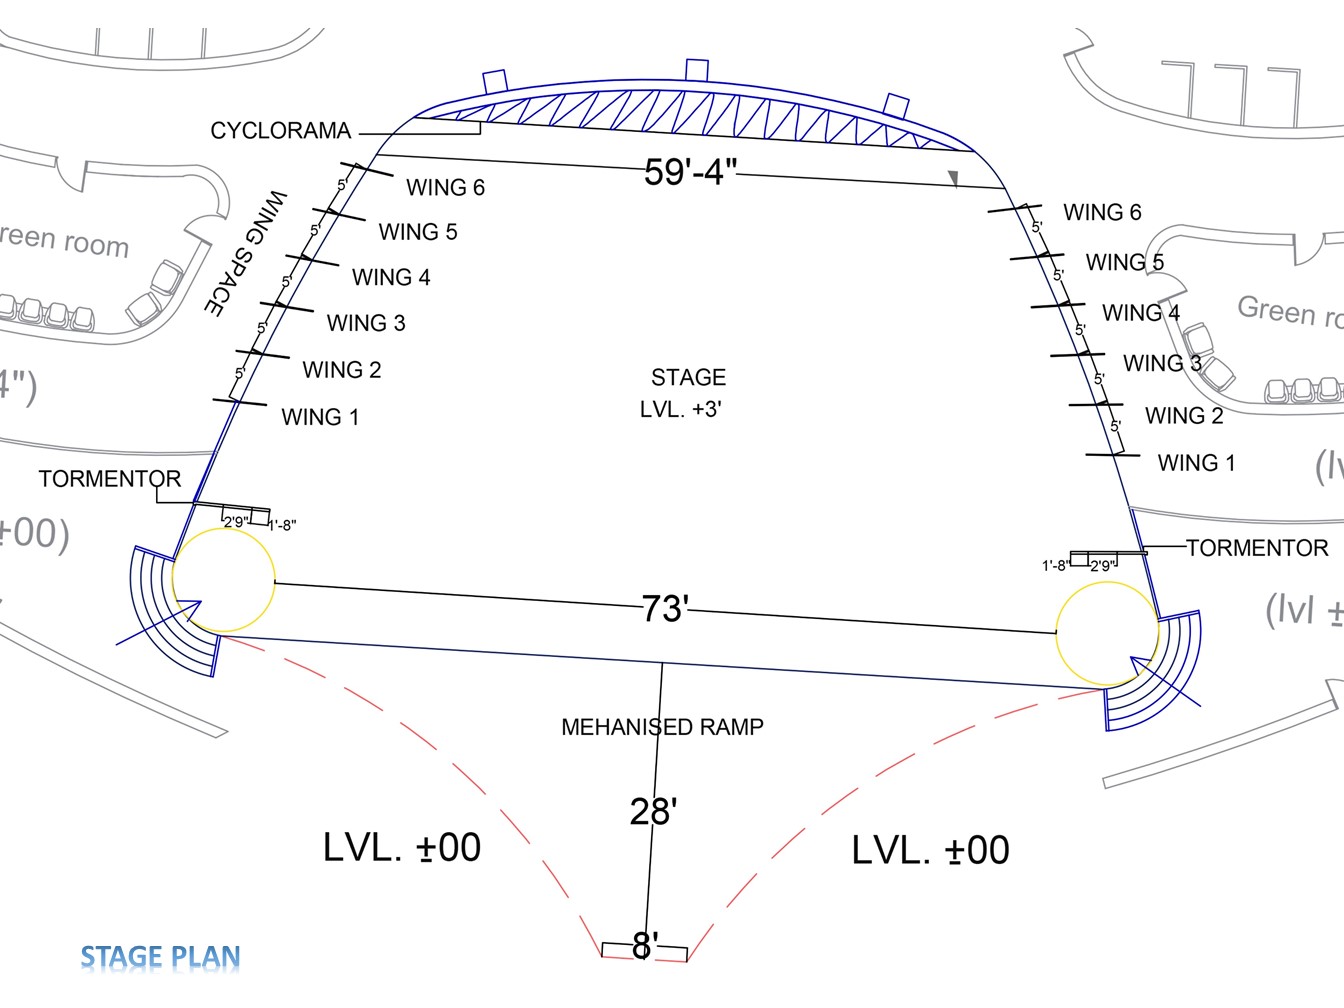 CYCLORAMA
59'-4"
WING 6
WING 5
WING 4
WING 3
WING 2
WING 1
5'
5'
5'
5'
5'
WING SPACE
WING 6
WING 5
WING 4
WING 3
WING 2
WING 1
5'
5'
5'
5'
5'
reen room
Green ro
4")
(lv
STAGE
LVL. +3'
TORMENTOR
2'9"
1'-8"
±00)
1'-8"
2'9"
TORMENTOR
(lvl ±
73'
MEHANISED RAMP
28'
LVL. ±00
LVL. ±00
8'
STAGE PLAN